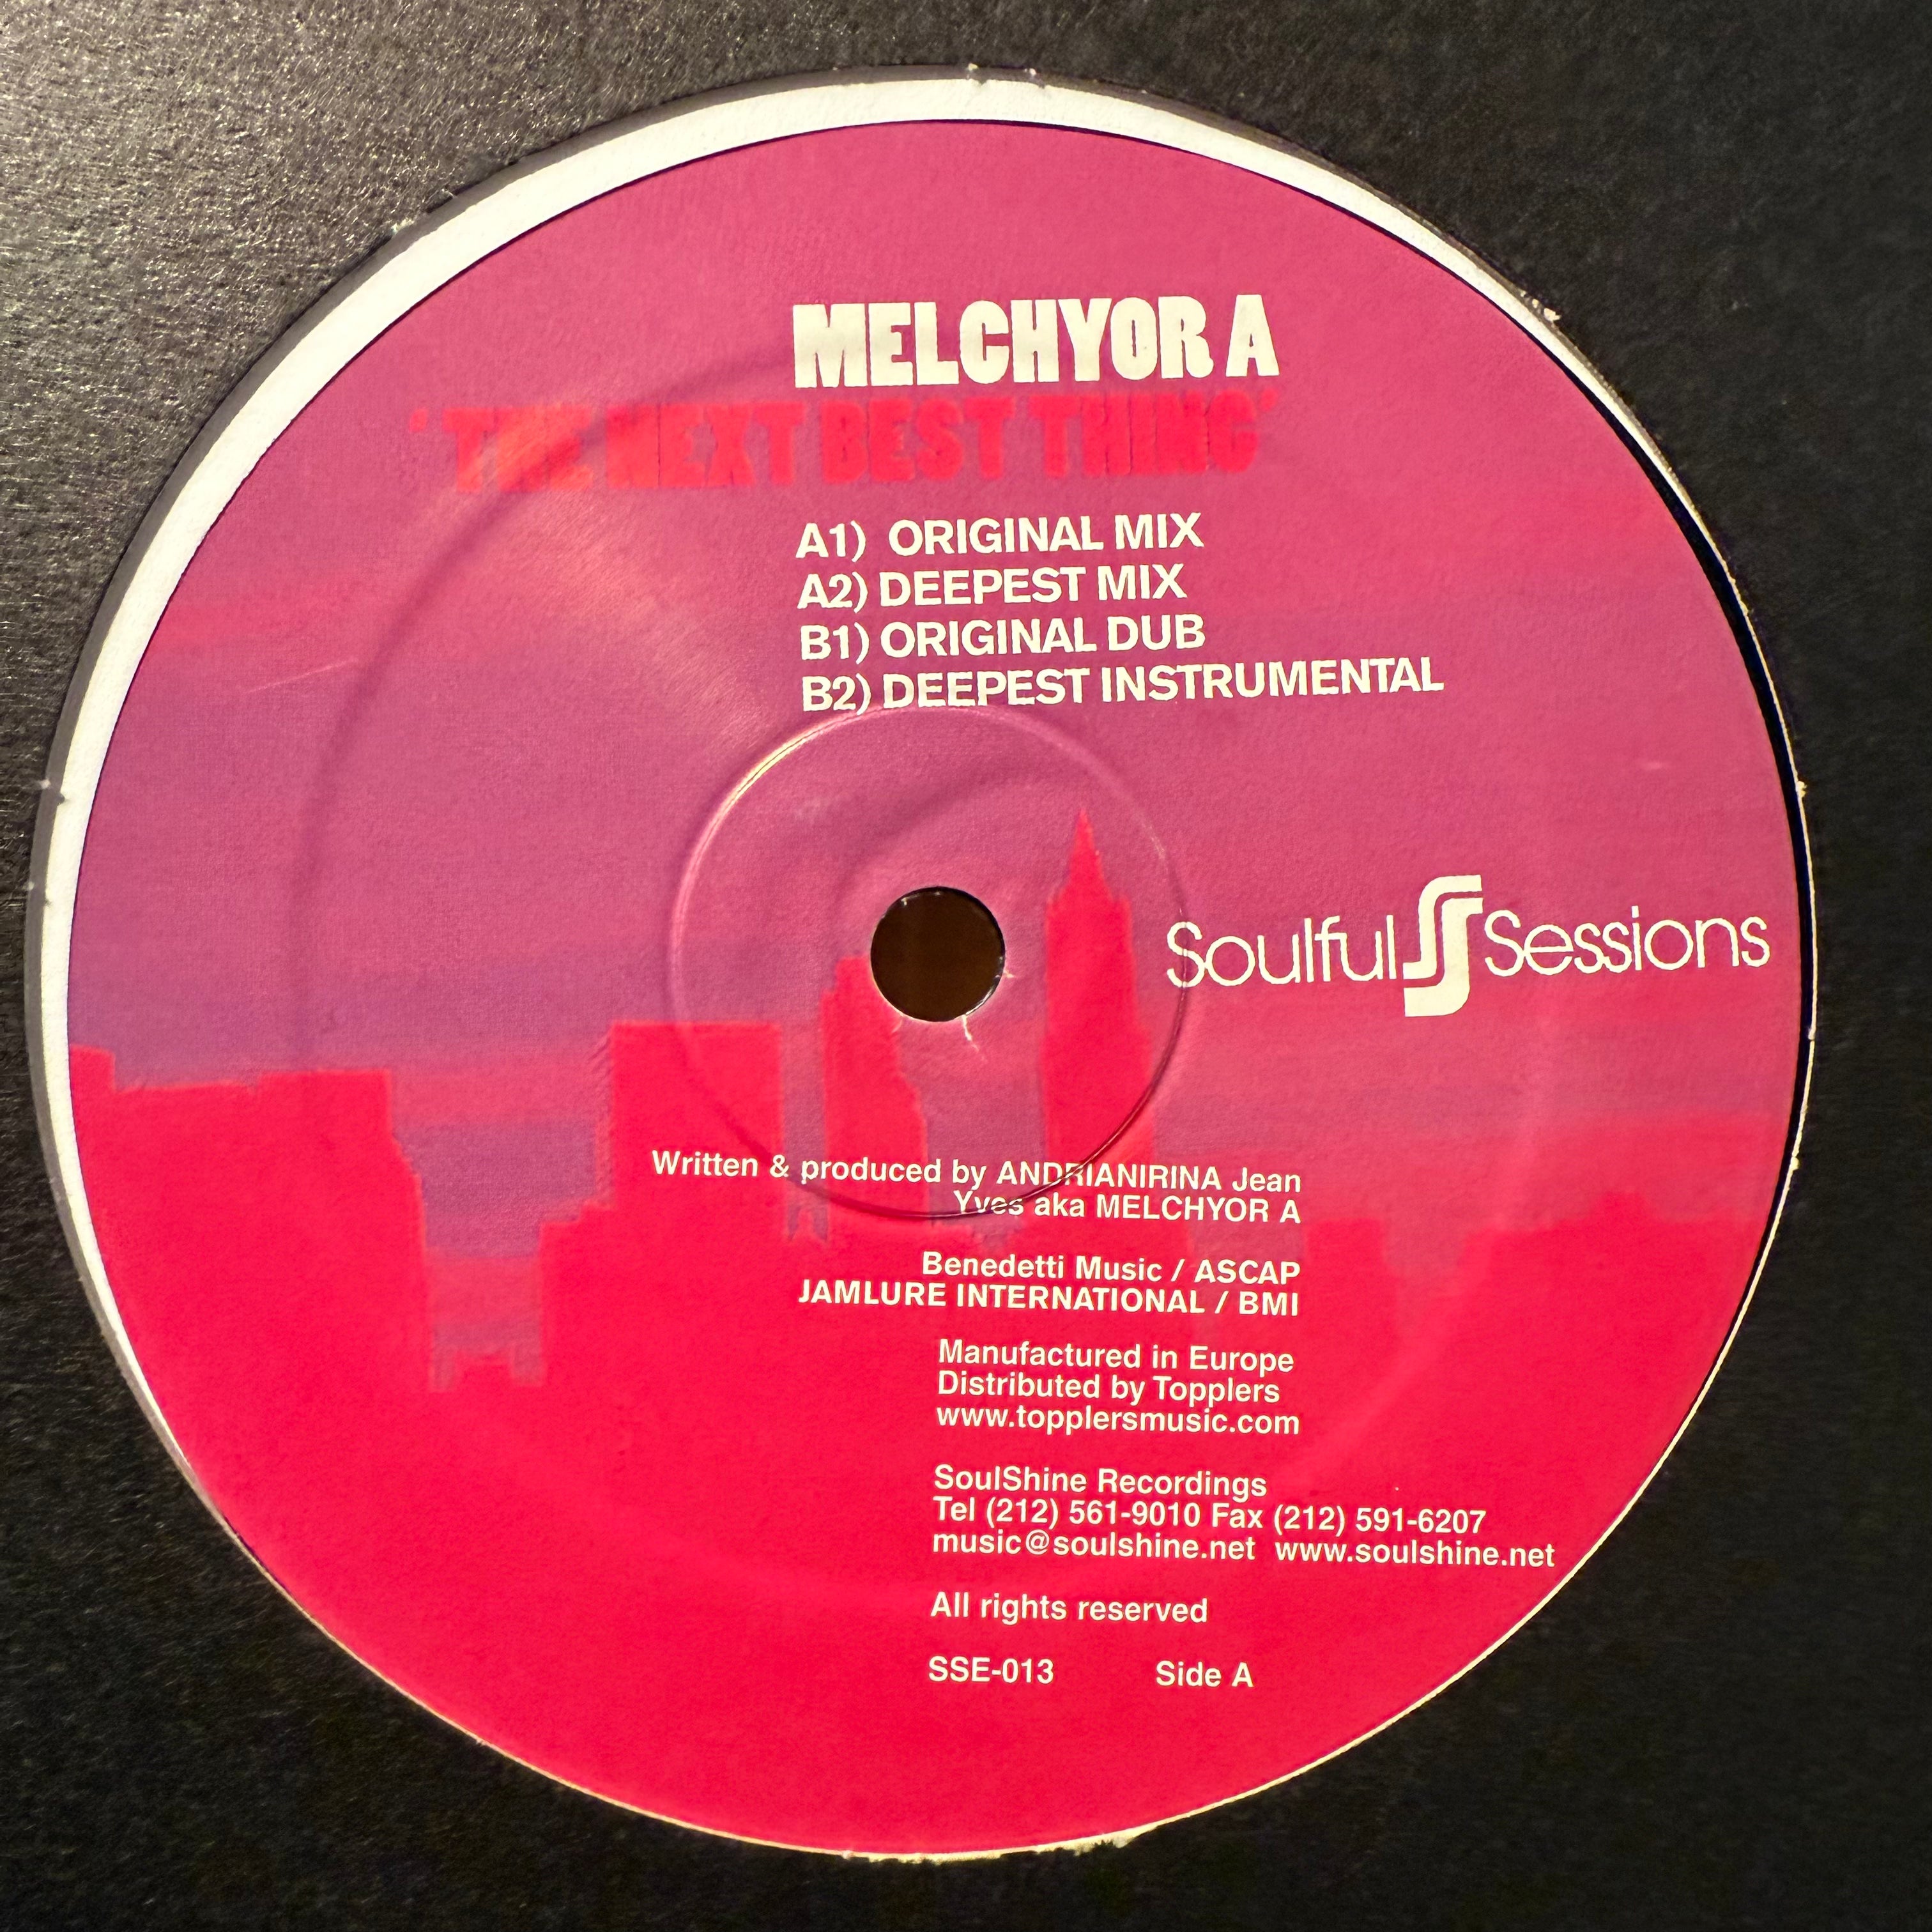 MELCHYOR A
'THE NEXT BEST THING'
A1) ORIGINAL MIX
A2) DEEPEST MIX
B1) ORIGINAL DUB
B2) DEEPEST INSTRUMENTAL
Soulful SS Sessions
Written & produced by ANDRIANIRINA Jean
Yves aka MELCHYOR A
Benedetti Music / ASCAP
JAMLURE INTERNATIONAL / BMI
Manufactured in Europe
Distributed by Topplers
www.topplersmusic.com
SoulShine Recordings
Tel (212) 561-9010 Fax (212) 591-6207
music@soulshine.net www.soulshine.net
All rights reserved
SSE-013 Side A